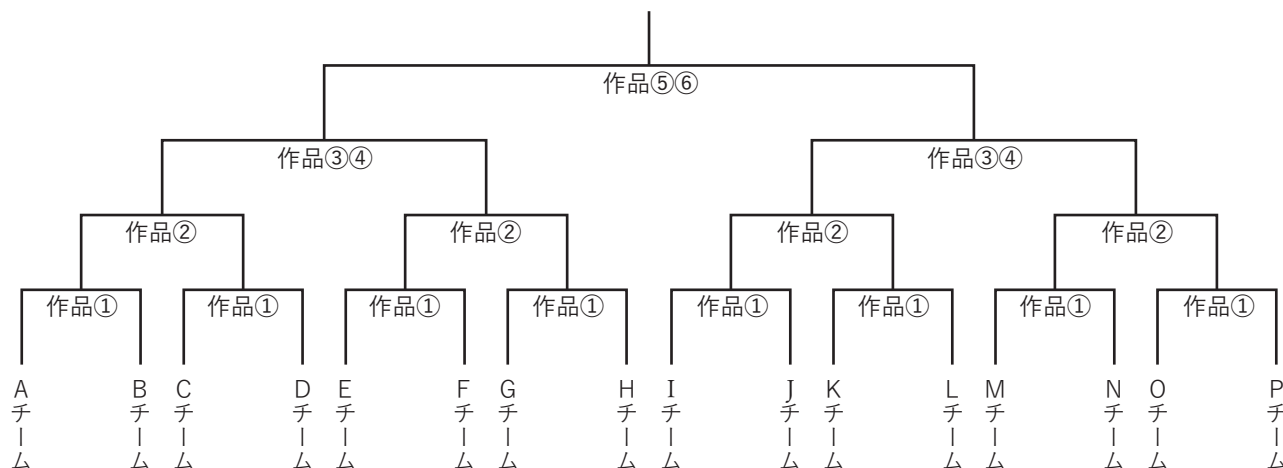 作品⑤⑥
作品③④
作品③④
作品②
作品②
作品②
作品②
作品①
作品①
作品①
作品①
作品①
作品①
作品①
作品①
Aチーム
Bチーム
Cチーム
Dチーム
Eチーム
Fチーム
Gチーム
Hチーム
Iチーム
Jチーム
Kチーム
Lチーム
Mチーム
Nチーム
Oチーム
Pチーム